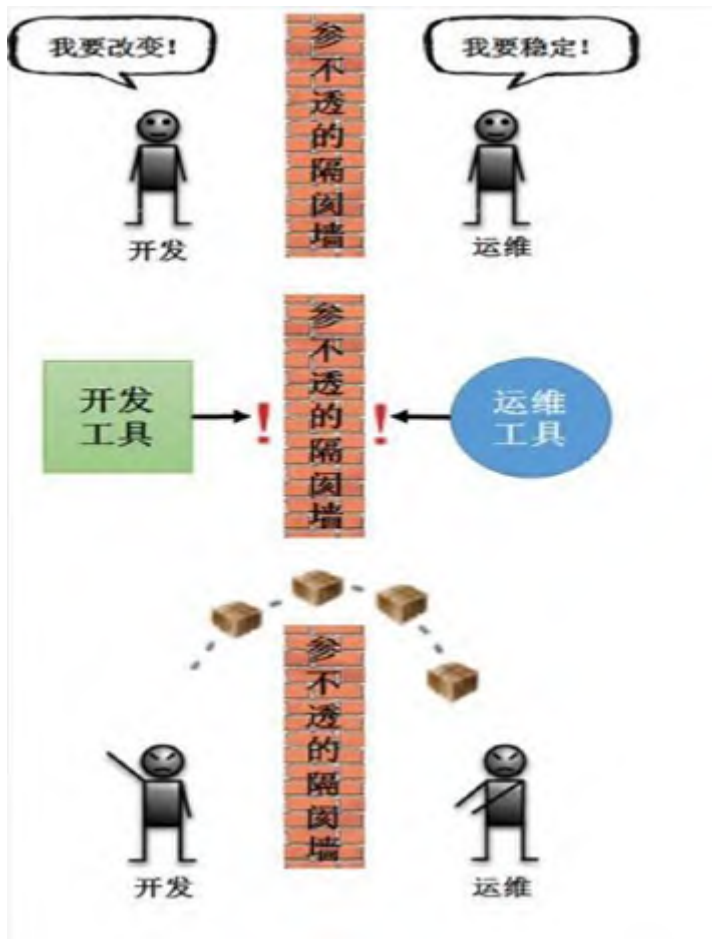 我要改变!
我要稳定!
参不透的隔阂墙
开发
运维
参不透的隔阂墙
开发
工具
!
!
运维
工具
参不透的隔阂墙
开发
运维